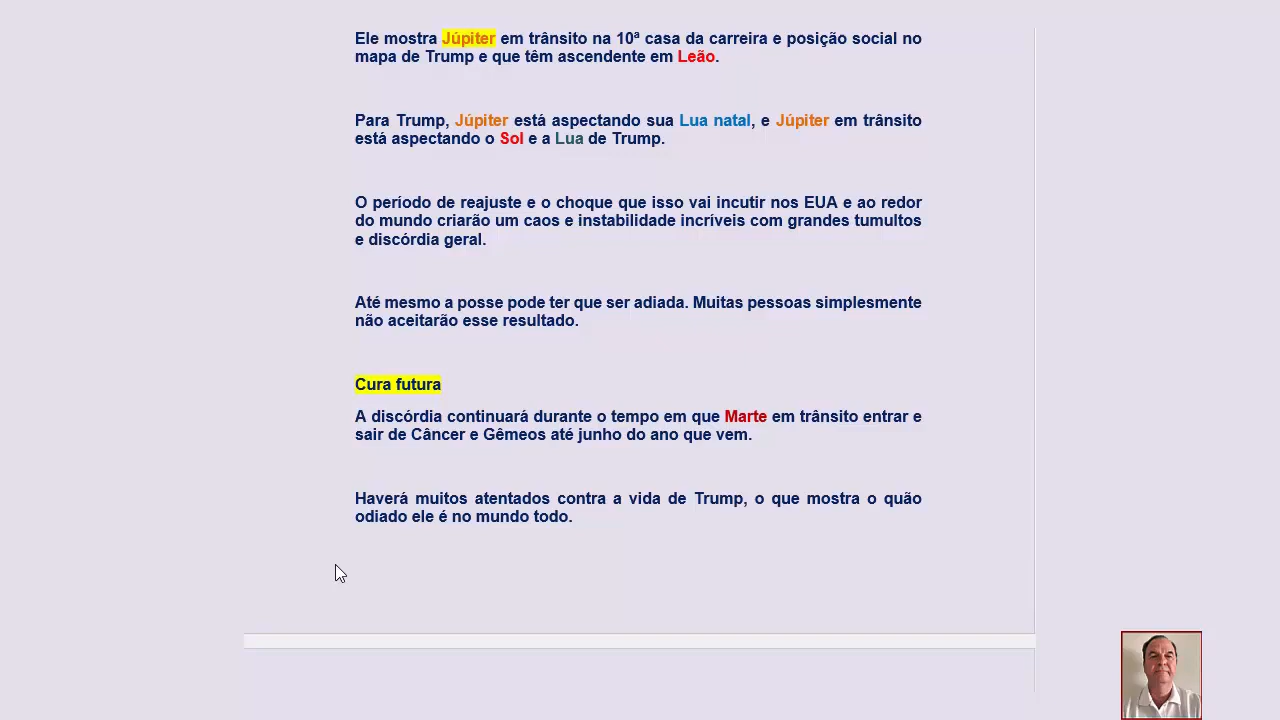 Ele mostra Júpiter em trânsito na 10ª casa da carreira e posição social no
mapa de Trump e que têm ascendente em Leão.
Para Trump, Júpiter está aspectando sua Lua natal, e Júpiter em trânsito
está aspectando o Sol e a Lua de Trump.
O período de reajuste e o choque que isso vai incutir nos EUA e ao redor
do mundo criarão um caos e instabilidade incríveis com grandes tumultos
e discórdia geral.
Até mesmo a posse pode ter que ser adiada. Muitas pessoas simplesmente
não aceitarão esse resultado.
Cura futura
A discórdia continuará durante o tempo em que Marte em trânsito entrar e
sair de Câncer e Gêmeos até junho do ano que vem.
Haverá muitos atentados contra a vida de Trump, o que mostra o quão
odiado ele é no mundo todo.